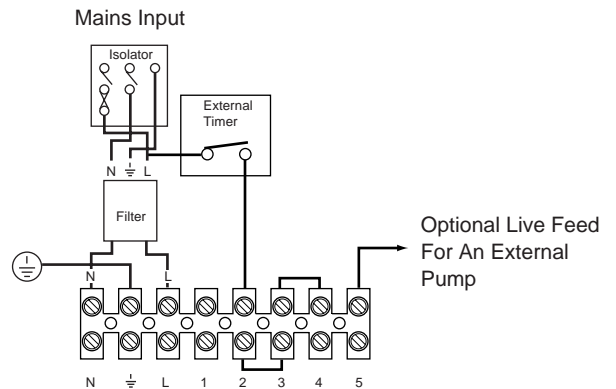 Mains Input
Isolator
External
Timer
N ⏚ L
Filter
Optional Live Feed
For An External
Pump
N
L
N ⏚ L 1 2 3 4 5